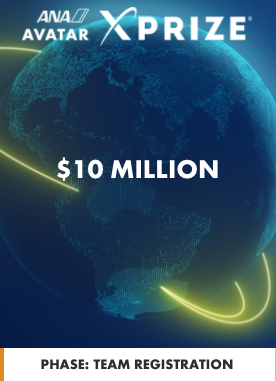 ANA
AVATAR XPRIZE®
$10 MILLION
PHASE: TEAM REGISTRATION